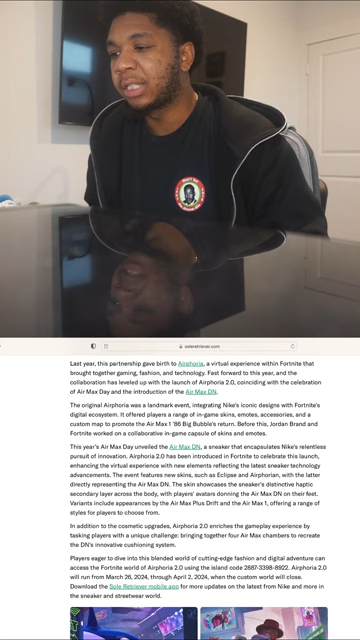 soleretriever.com
Last year, this partnership gave birth to Airphoria, a virtual experience within Fortnite that
brought together gaming, fashion, and technology. Fast forward to this year, and the
collaboration has leveled up with the launch of Airphoria 2.0, coinciding with the celebration
of Air Max Day and the introduction of the Air Max DN.
The original Airphoria was a landmark event, integrating Nike's iconic designs with Fortnite's
digital ecosystem. It offered players a range of in-game skins, emotes, accessories, and a
custom map to promote the Air Max 1 '86 Big Bubble's return. Before this, Jordan Brand and
Fortnite worked on a collaborative in-game capsule of skins and emotes.
This year's Air Max Day unveiled the Air Max DN, a sneaker that encapsulates Nike's relentless
pursuit of innovation. Airphoria 2.0 has been introduced in Fortnite to celebrate this launch,
enhancing the virtual experience with new elements reflecting the latest sneaker technology
advancements. The event features new skins, such as Eclipse and Airphorian, with the latter
directly representing the Air Max DN. The skin showcases the sneaker's distinctive haptic
secondary layer across the body, with players' avatars donning the Air Max DN on their feet.
Variants include appearances by the Air Max Plus Drift and the Air Max 1, offering a range of
styles for players to choose from.
In addition to the cosmetic upgrades, Airphoria 2.0 enriches the gameplay experience by
tasking players with a unique challenge: bringing together four Air Max chambers to recreate
the DN's innovative cushioning system.
Players eager to dive into this blended world of cutting-edge fashion and digital adventure can
access the Fortnite world of Airphoria 2.0 using the island code 2887-3398-8922. Airphoria 2.0
will run from March 26, 2024, through April 2, 2024, when the custom world will close.
Download the Sole Retriever mobile app for more updates on the latest from Nike and more in
the sneaker and streetwear world.